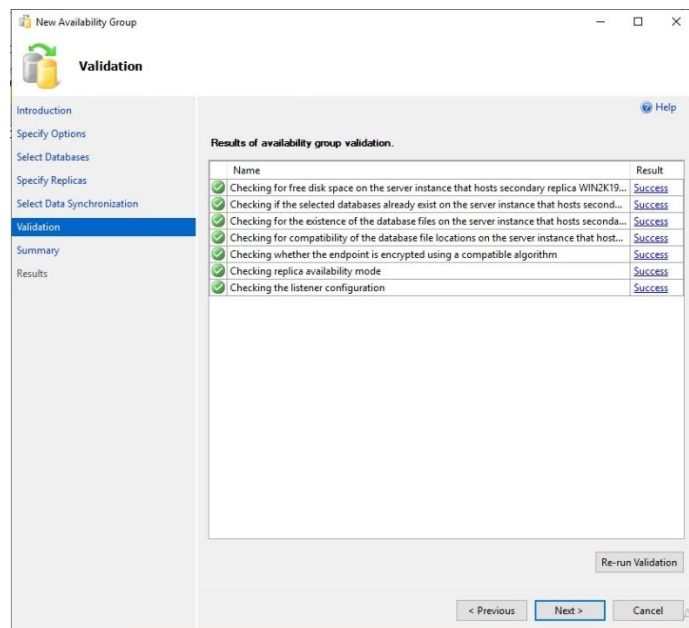 New Availability Group
Validation
Help
Introduction
Specify Options
Select Databases
Specify Replicas
Select Data Synchronization
Validation
Summary
Results
Results of availability group validation.
Name Result
Checking for free disk space on the server instance that hosts secondary replica WIN2K19... Success
Checking if the selected databases already exist on the server instance that hosts second... Success
Checking for the existence of the database files on the server instance that hosts seconda... Success
Checking for compatibility of the database file locations on the server instance that host... Success
Checking whether the endpoint is encrypted using a compatible algorithm Success
Checking replica availability mode Success
Checking the listener configuration Success
Re-run Validation
< Previous Next > Cancel